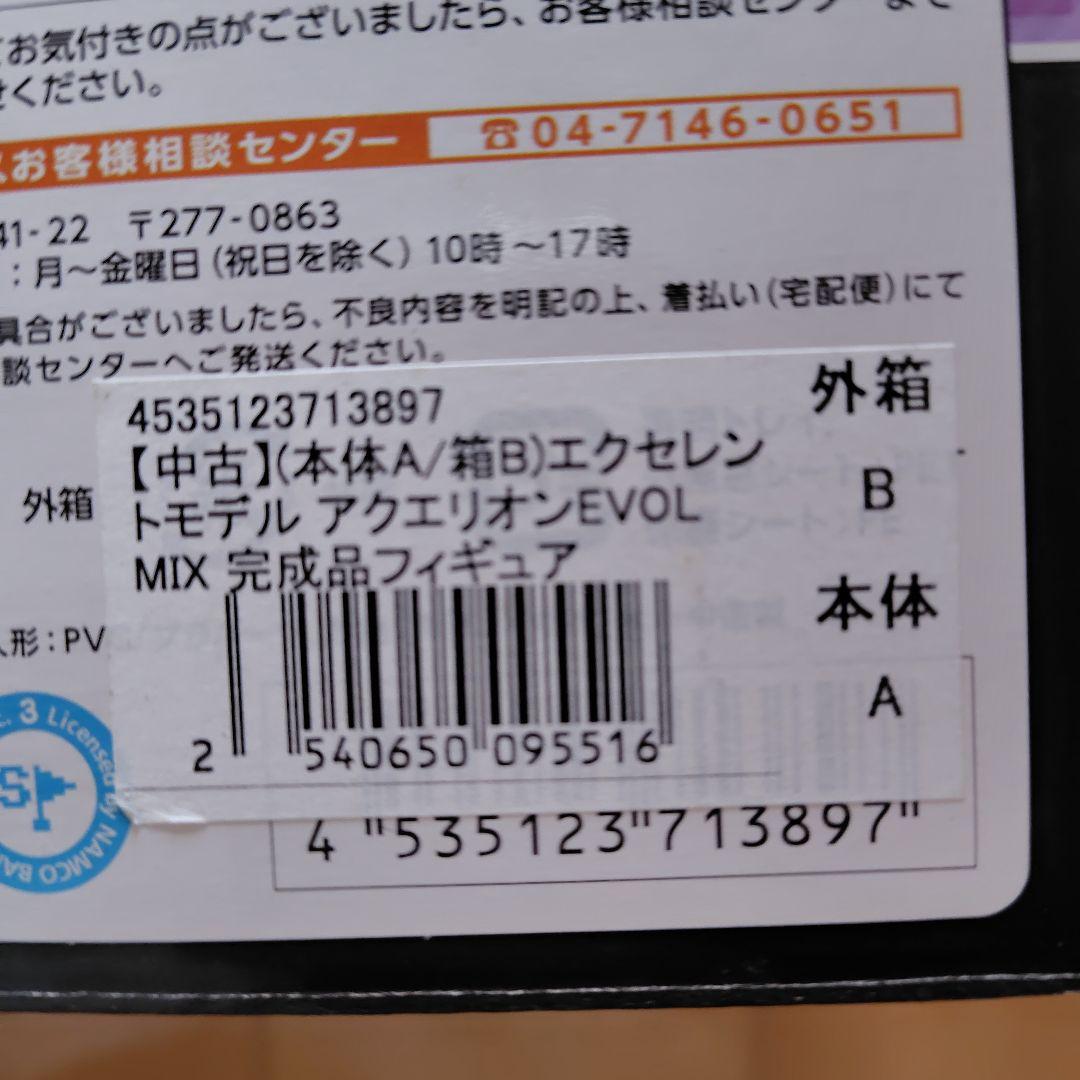 お気付きの点がございましたら、お客様相談センターまで
せください。
お客様相談センター ☎04-7146-0651
41-22 〒277-0863
：月～金曜日（祝日を除く）10時～17時
具合がございましたら、不良内容を明記の上、着払い（宅配便）にて
談センターへご発送ください。
4535123713897
【中古】(本体A/箱B)エクセレン
トモデル アクエリオンEVOL
MIX 完成品フィギュア
2 540650 095516
外箱
B
本体
A
外箱
人形：PV
3 Licensed by NAMCO BA
S
4 "535123"713897"